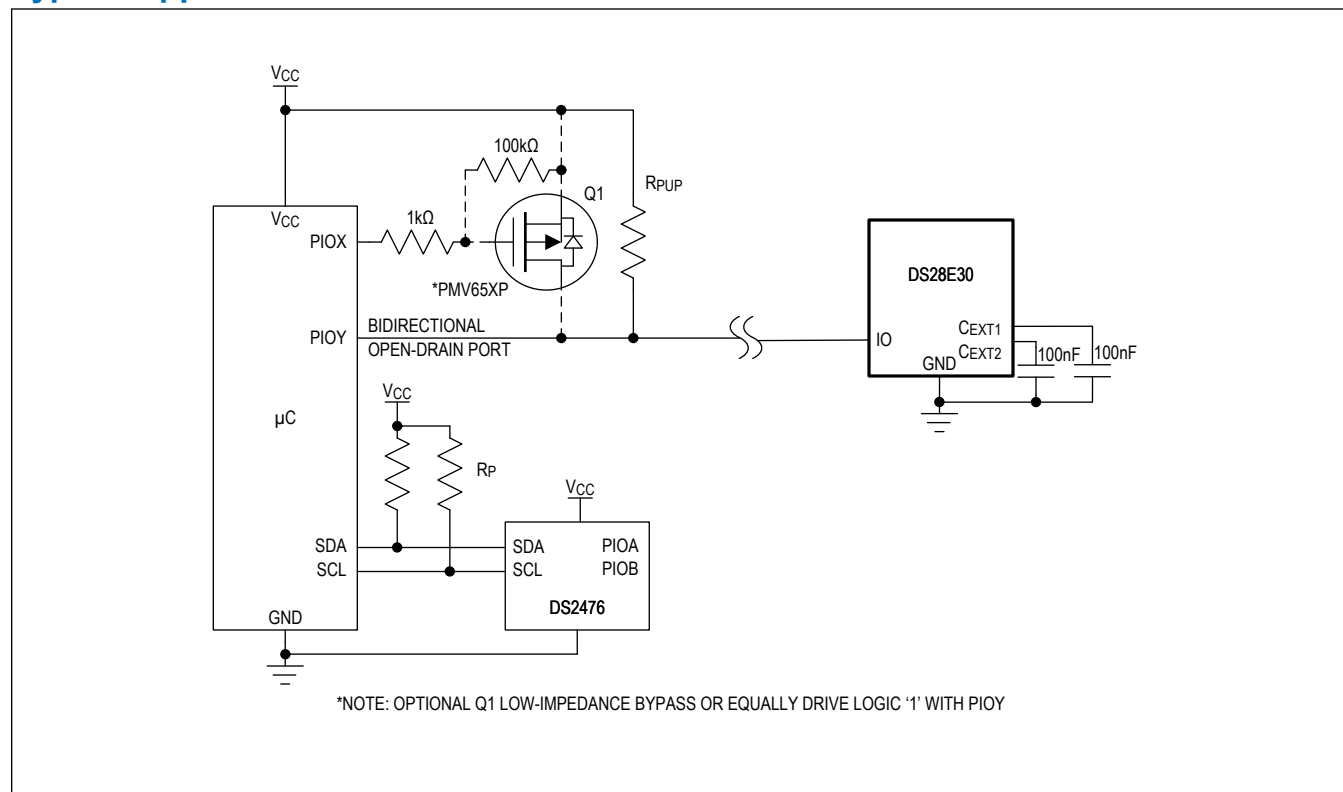 VCC
100kΩ
Q1
RPUP
VCC
1kΩ
PIOX
DS28E30
*PMV65XP
CEXT1
PIOY
BIDIRECTIONAL
OPEN-DRAIN PORT
IO
CEXT2
100nF
100nF
GND
VCC
µC
RP
VCC
SDA
SDA
PIOA
SCL
SCL
PIOB
DS2476
GND
*NOTE: OPTIONAL Q1 LOW-IMPEDANCE BYPASS OR EQUALLY DRIVE LOGIC '1' WITH PIOY